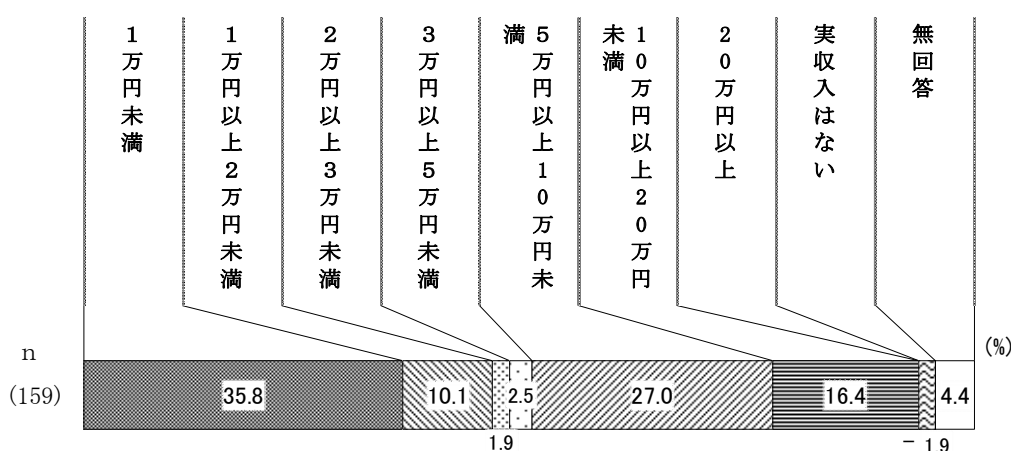 1万円未満
1万円以上2万円未満
2万円以上3万円未満
3万円以上5万円未満
5万円以上10万円未
満
10万円以上20万円
未満
20万円以上
実収入はない
無回答
(%)
n
(159)
35.8
10.1
1.9
2.5
27.0
16.4
−
1.9
4.4